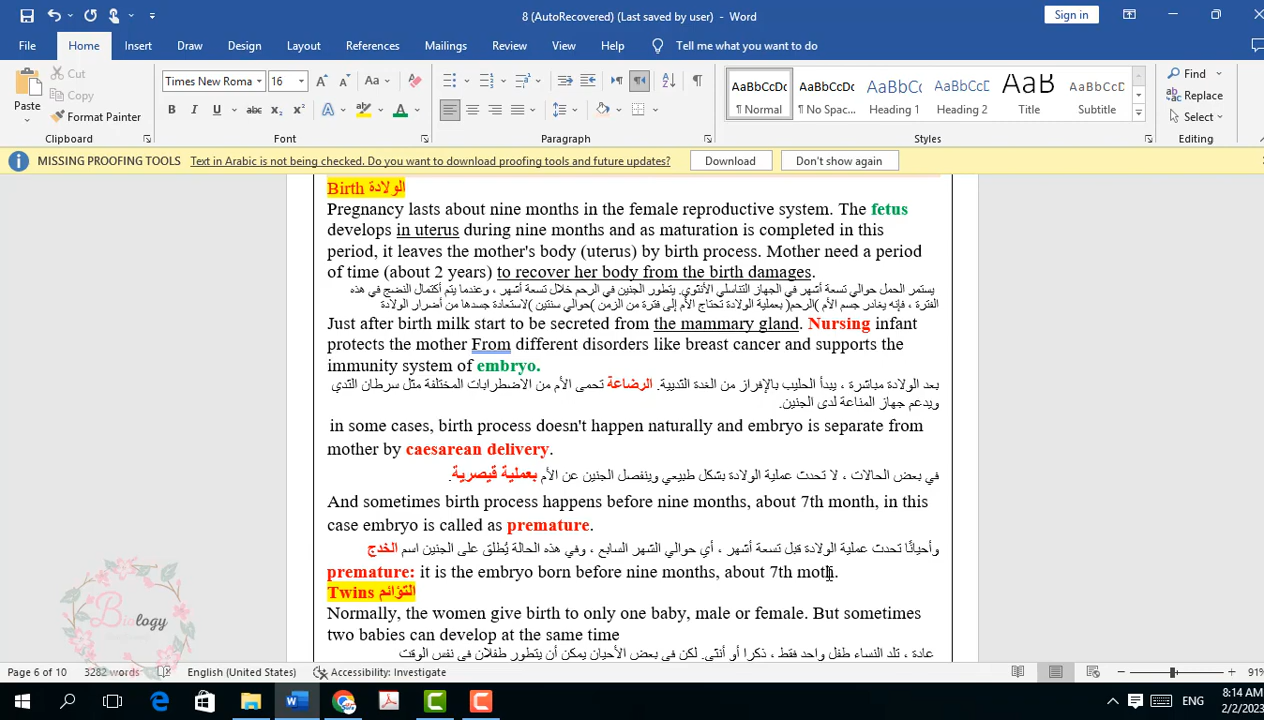 8 (AutoRecovered) (Last saved by user) - Word
Sign in
File Home Insert Draw Design Layout References Mailings Review View Help Tell me what you want to do
Paste
Cut
Copy
Format Painter
Clipboard
Times New Roma 16
Font
Paragraph
AaBbCcDc AaBbCcDc AaBbCc AaBbCcD AaB AaBbCcD
¶ Normal ¶ No Spac... Heading 1 Heading 2 Title Subtitle
Styles
Find
Replace
Select
Editing
MISSING PROOFING TOOLS Text in Arabic is not being checked. Do you want to download proofing tools and future updates? Download Don't show again
Birth الولادة
Pregnancy lasts about nine months in the female reproductive system. The fetus
develops in uterus during nine months and as maturation is completed in this
period, it leaves the mother's body (uterus) by birth process. Mother need a period
of time (about 2 years) to recover her body from the birth damages.
يستمر الحمل حوالي تسعة أشهر في الجهاز التناسلي الأنثوي. يتطور الجنين في الرحم خلال تسعة أشهر ، وعندما يتم أكتمال النضج في هذه
الفترة ، فإنه يغادر جسم الأم )الرحم( بعملية الولادة تحتاج الأم إلى فترة من الزمن )حوالي سنتين )لاستعادة جسدها من أضرار الولادة
Just after birth milk start to be secreted from the mammary gland. Nursing infant
protects the mother From different disorders like breast cancer and supports the
immunity system of embryo.
بعد الولادة مباشرة ، يبدأ الحليب بالإفراز من الغدة الثديية. الرضاعة تحمى الأم من الاضطرابات المختلفة مثل سرطان الثدي
ويدعم جهاز المناعة لدى الجنين.
in some cases, birth process doesn't happen naturally and embryo is separate from
mother by caesarean delivery.
في بعض الحالات ، لا تحدث عملية الولادة بشكل طبيعي وينفصل الجنين عن الأم بعملية قيصرية.
And sometimes birth process happens before nine months, about 7th month, in this
case embryo is called as premature.
وأحيانًا تحدث عملية الولادة قبل تسعة أشهر ، أي حوالي الشهر السابع ، وفي هذه الحالة يُطلق على الجنين اسم الخدج
premature: it is the embryo born before nine months, about 7th moth.
Twins التوائم
Normally, the women give birth to only one baby, male or female. But sometimes
two babies can develop at the same time
عادة ، تلد النساء طفل واحد فقط ، ذكرا أو أنثى. لكن في بعض الأحيان يمكن أن يتطور طفلان في نفس الوقت
Biology
Page 6 of 10 3282 words English (United States) Accessibility: Investigate 91%
ENG
8:14 AM
2/2/2023